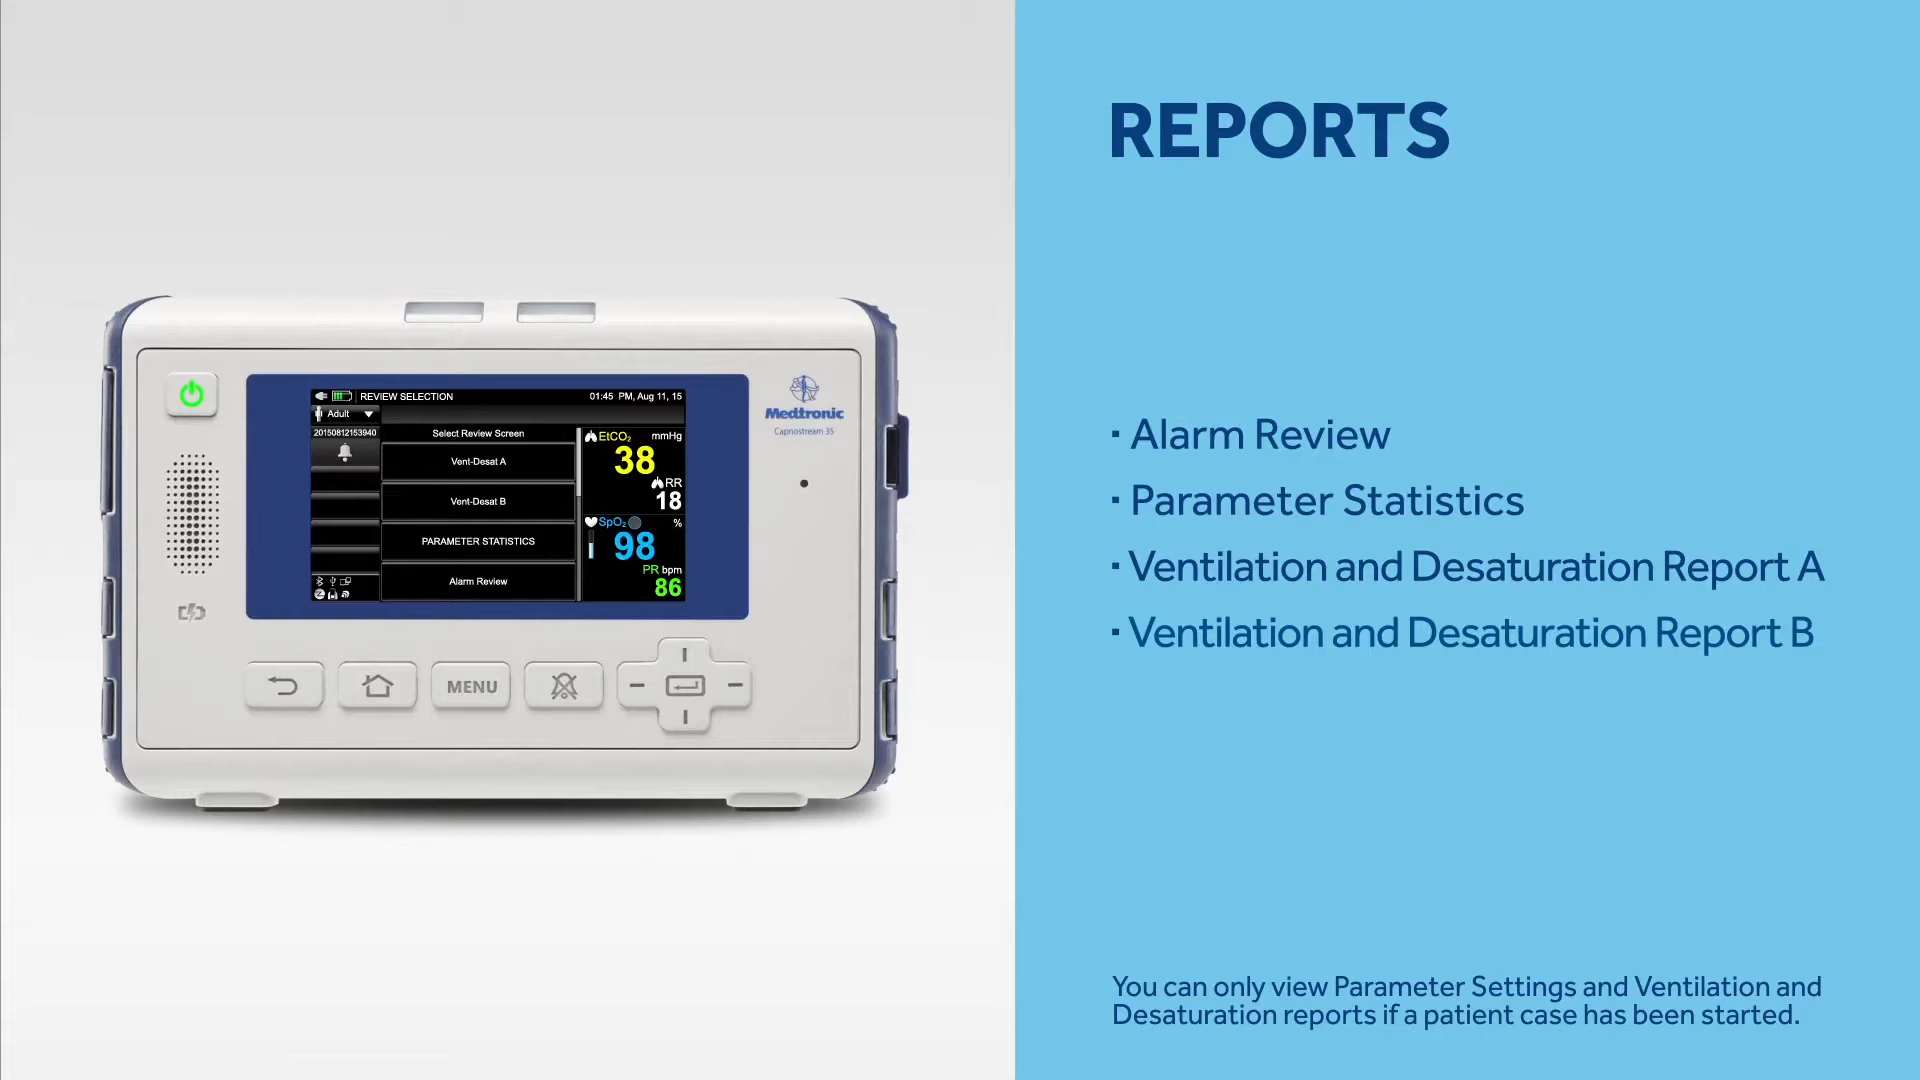 REPORTS
· Alarm Review
· Parameter Statistics
· Ventilation and Desaturation Report A
· Ventilation and Desaturation Report B
You can only view Parameter Settings and Ventilation and
Desaturation reports if a patient case has been started.
REVIEW SELECTION
01:45 PM, Aug 11, 15
Adult
20150812153940
Select Review Screen
Vent-Desat A
Vent-Desat B
PARAMETER STATISTICS
Alarm Review
EtCO₂ mmHg
38
RR
18
SpO₂ %
98
PR bpm
86
Medtronic
Capnostream 35
MENU